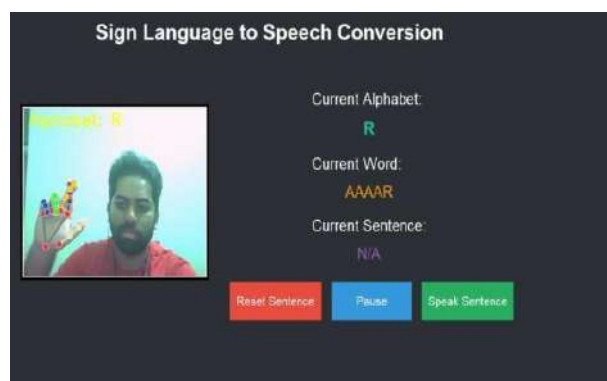 Sign Language to Speech Conversion
Alphabet: R
Current Alphabet:
R
Current Word:
AAAAR
Current Sentence:
N/A
Reset Sentence
Pause
Speak Sentence